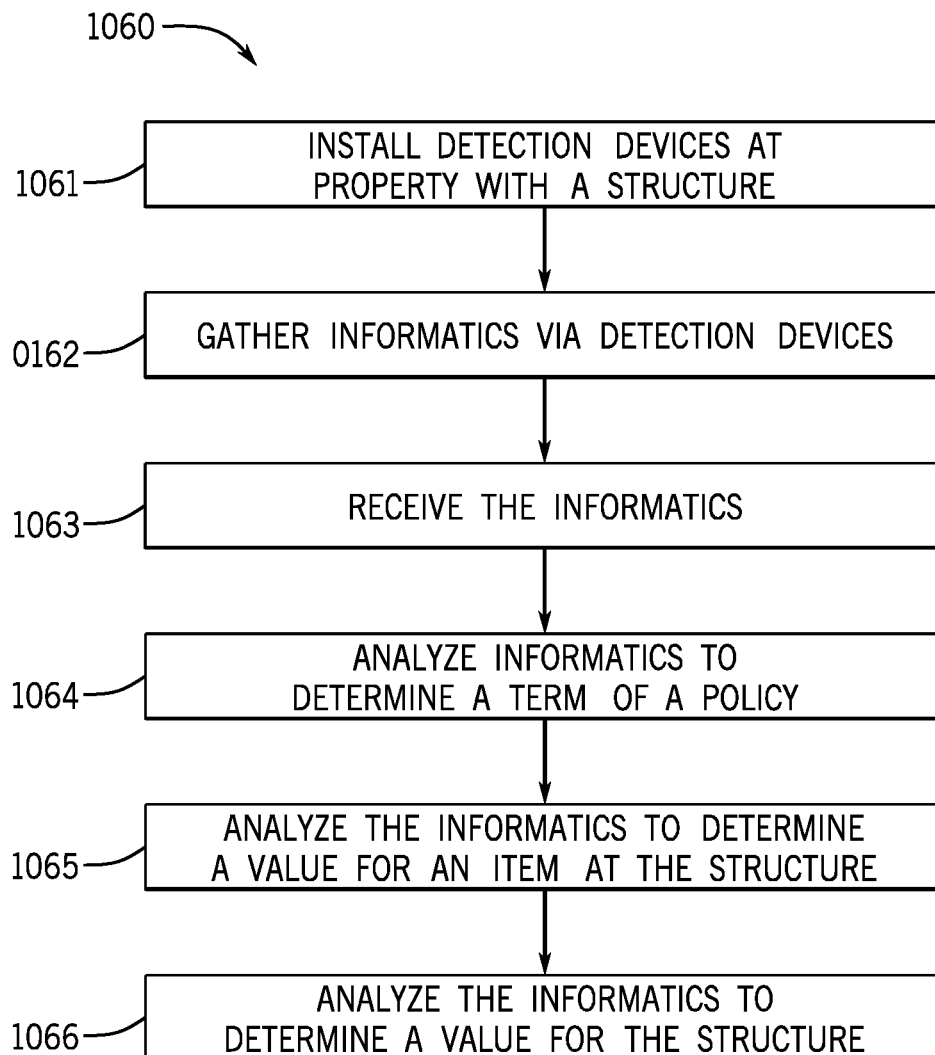 1060
INSTALL DETECTION DEVICES AT
PROPERTY WITH A STRUCTURE
1061
GATHER INFORMATICS VIA DETECTION DEVICES
0162
RECEIVE THE INFORMATICS
1063
ANALYZE INFORMATICS TO
DETERMINE A TERM OF A POLICY
1064
ANALYZE THE INFORMATICS TO DETERMINE
A VALUE FOR AN ITEM AT THE STRUCTURE
1065
ANALYZE THE INFORMATICS TO
DETERMINE A VALUE FOR THE STRUCTURE
1066